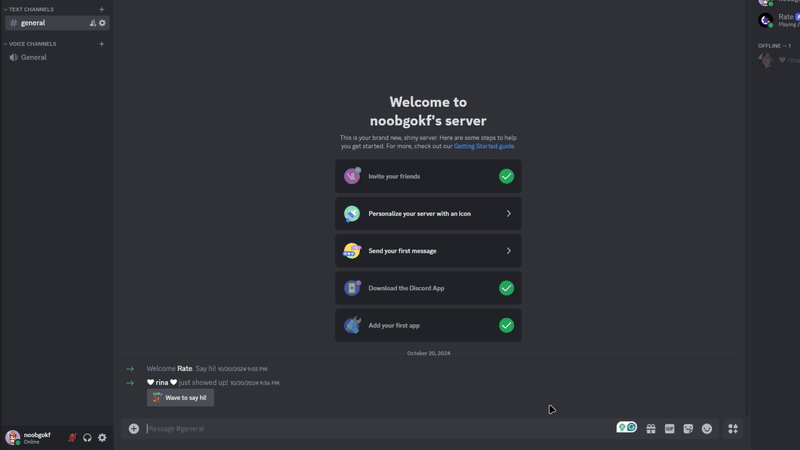 TEXT CHANNELS
general
VOICE CHANNELS
General
Welcome to
noobgokf's server
This is your brand new, shiny server. Here are some steps to help
you get started. For more, check out our Getting Started guide.
Invite your friends
Personalize your server with an icon
Send your first message
Download the Discord App
Add your first app
October 20, 2024
Welcome Rate. Say hi! 10/20/2024 9:55 PM
rina just showed up! 10/20/2024 9:56 PM
Wave to say hi!
Message #general
GIF
noobgokf
Online
Rate
Playing
OFFLINE — 1
rina